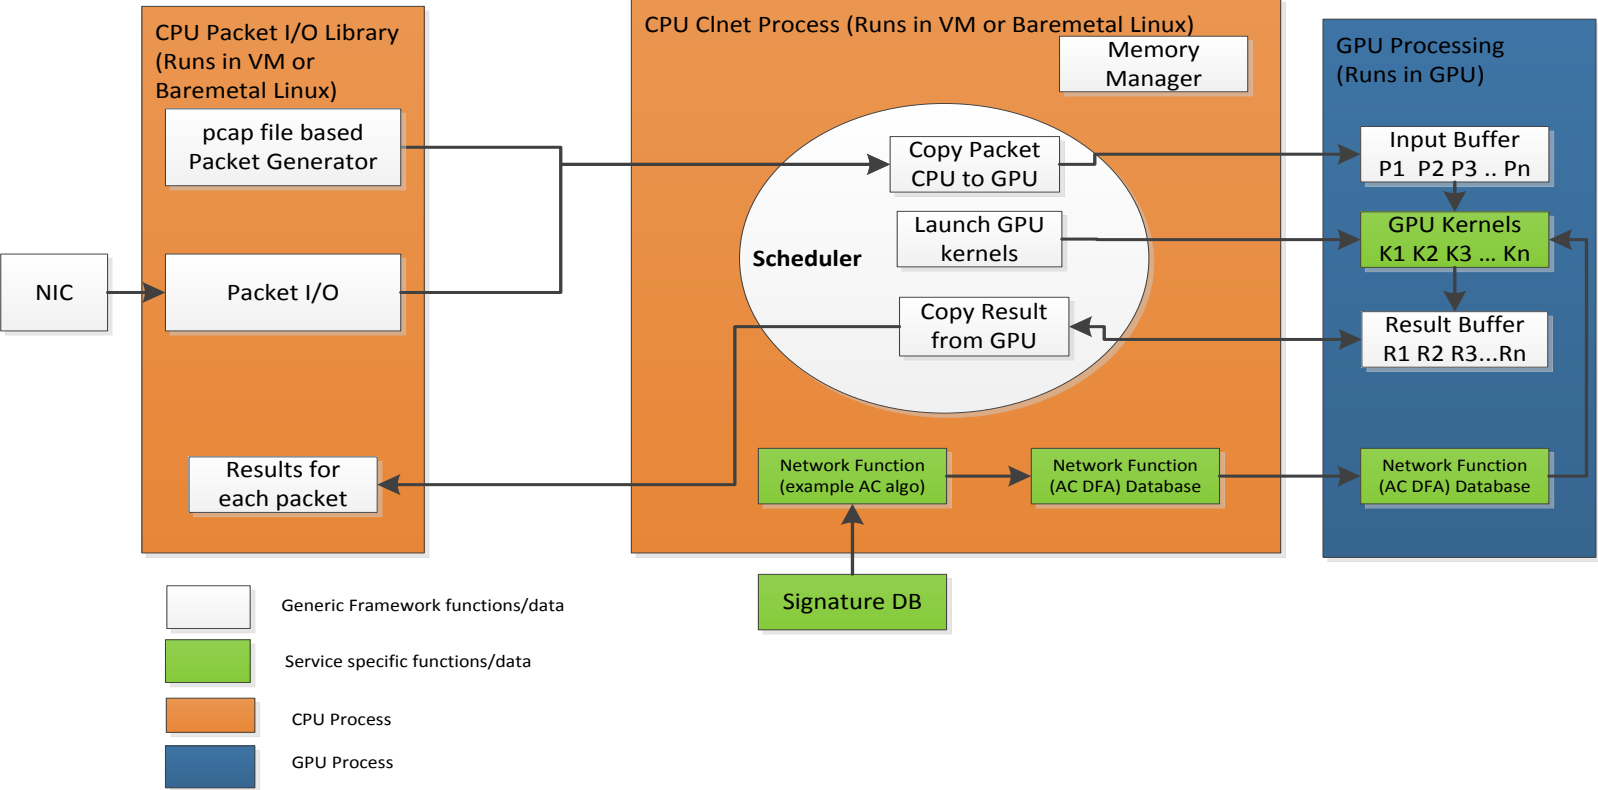 CPU Packet I/O Library
(Runs in VM or
Baremetal Linux)
pcap file based
Packet Generator
NIC
Packet I/O
Results for
each packet
CPU Clnet Process (Runs in VM or Baremetal Linux)
Memory
Manager
Copy Packet
CPU to GPU
Launch GPU
kernels
Scheduler
Copy Result
from GPU
Network Function
(example AC algo)
Network Function
(AC DFA) Database
Signature DB
GPU Processing
(Runs in GPU)
Input Buffer
P1 P2 P3 .. Pn
GPU Kernels
K1 K2 K3 ... Kn
Result Buffer
R1 R2 R3...Rn
Network Function
(AC DFA) Database
Generic Framework functions/data
Service specific functions/data
CPU Process
GPU Process